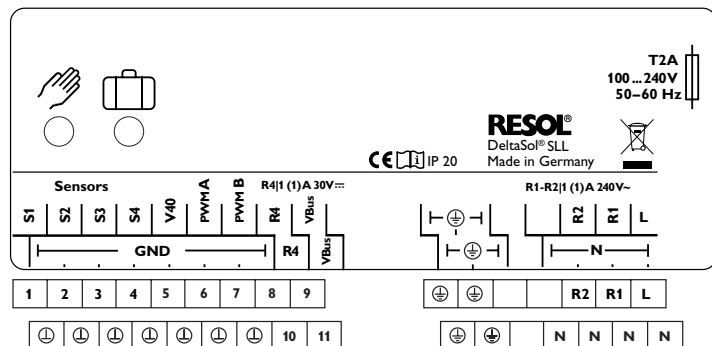 T2A
100 ... 240V
50–60 Hz
RESOL®
DeltaSol® SLL
Made in Germany
CE i IP 20
Sensors
R4|1 (1) A 30V⎓
R1-R2|1 (1) A 240V~
S1 S2 S3 S4 V40 PWM A PWM B R4 VBus R2 R1 L
GND R4 VBus N
1 2 3 4 5 6 7 8 9 R2 R1 L
10 11 N N N N